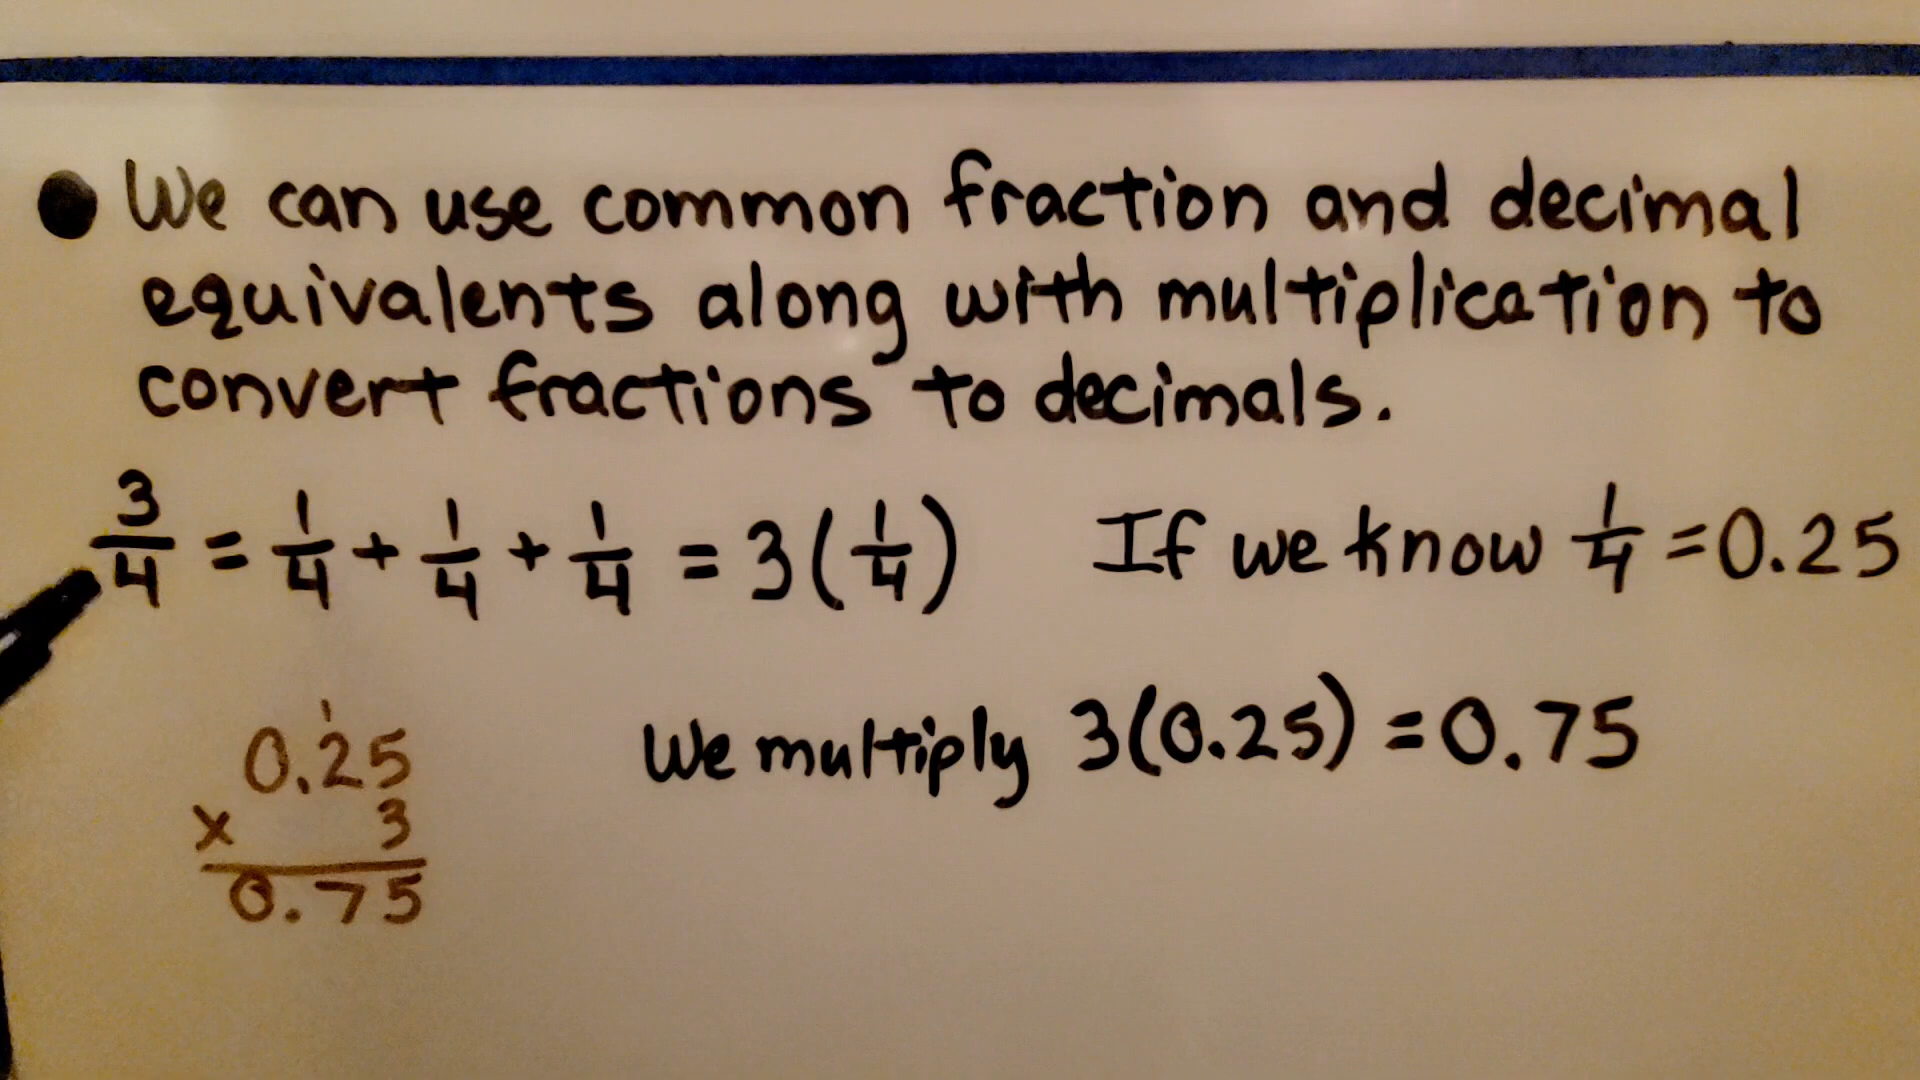 ● We can use common fraction and decimal
equivalents along with multiplication to
convert fractions to decimals.
3/4 = 1/4 + 1/4 + 1/4 = 3(1/4) If we know 1/4 = 0.25
We multiply 3(0.25) = 0.75
1
0.25
x 3
0.75